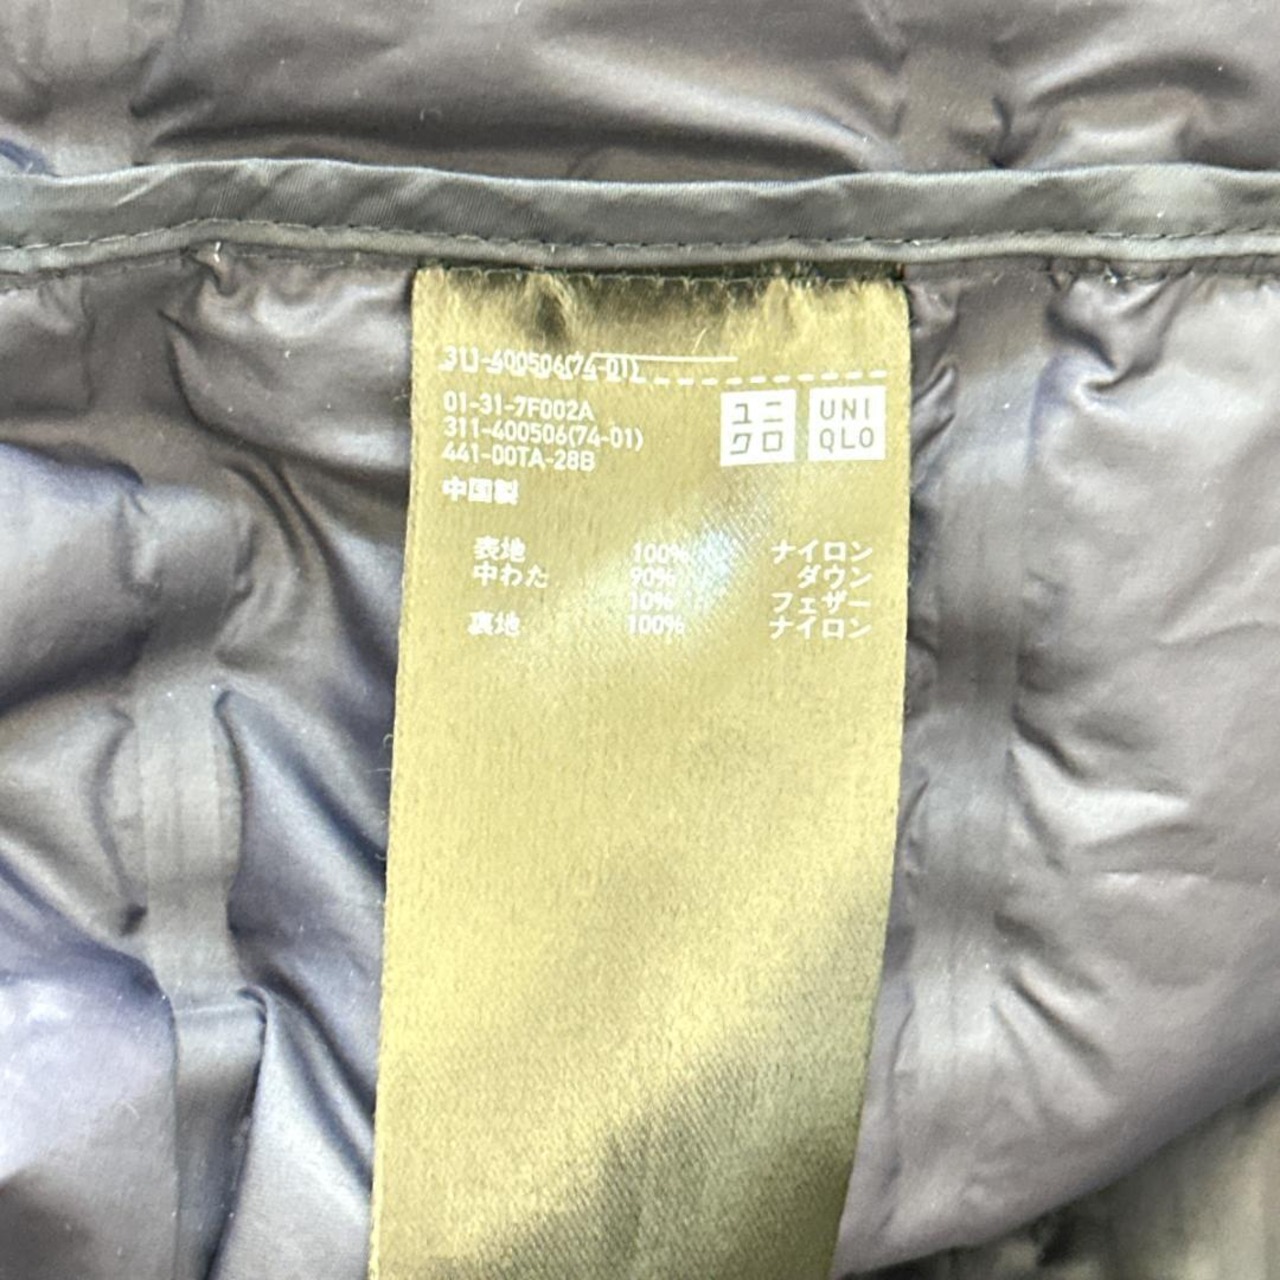 311-400506(74-01)
01-31-7F002A
311-400506(74-01)
441-00TA-28B
中国製
ユニ
クロ
UNI
QLO
表地 100% ナイロン
中わた 90% ダウン
10% フェザー
裏地 100% ナイロン